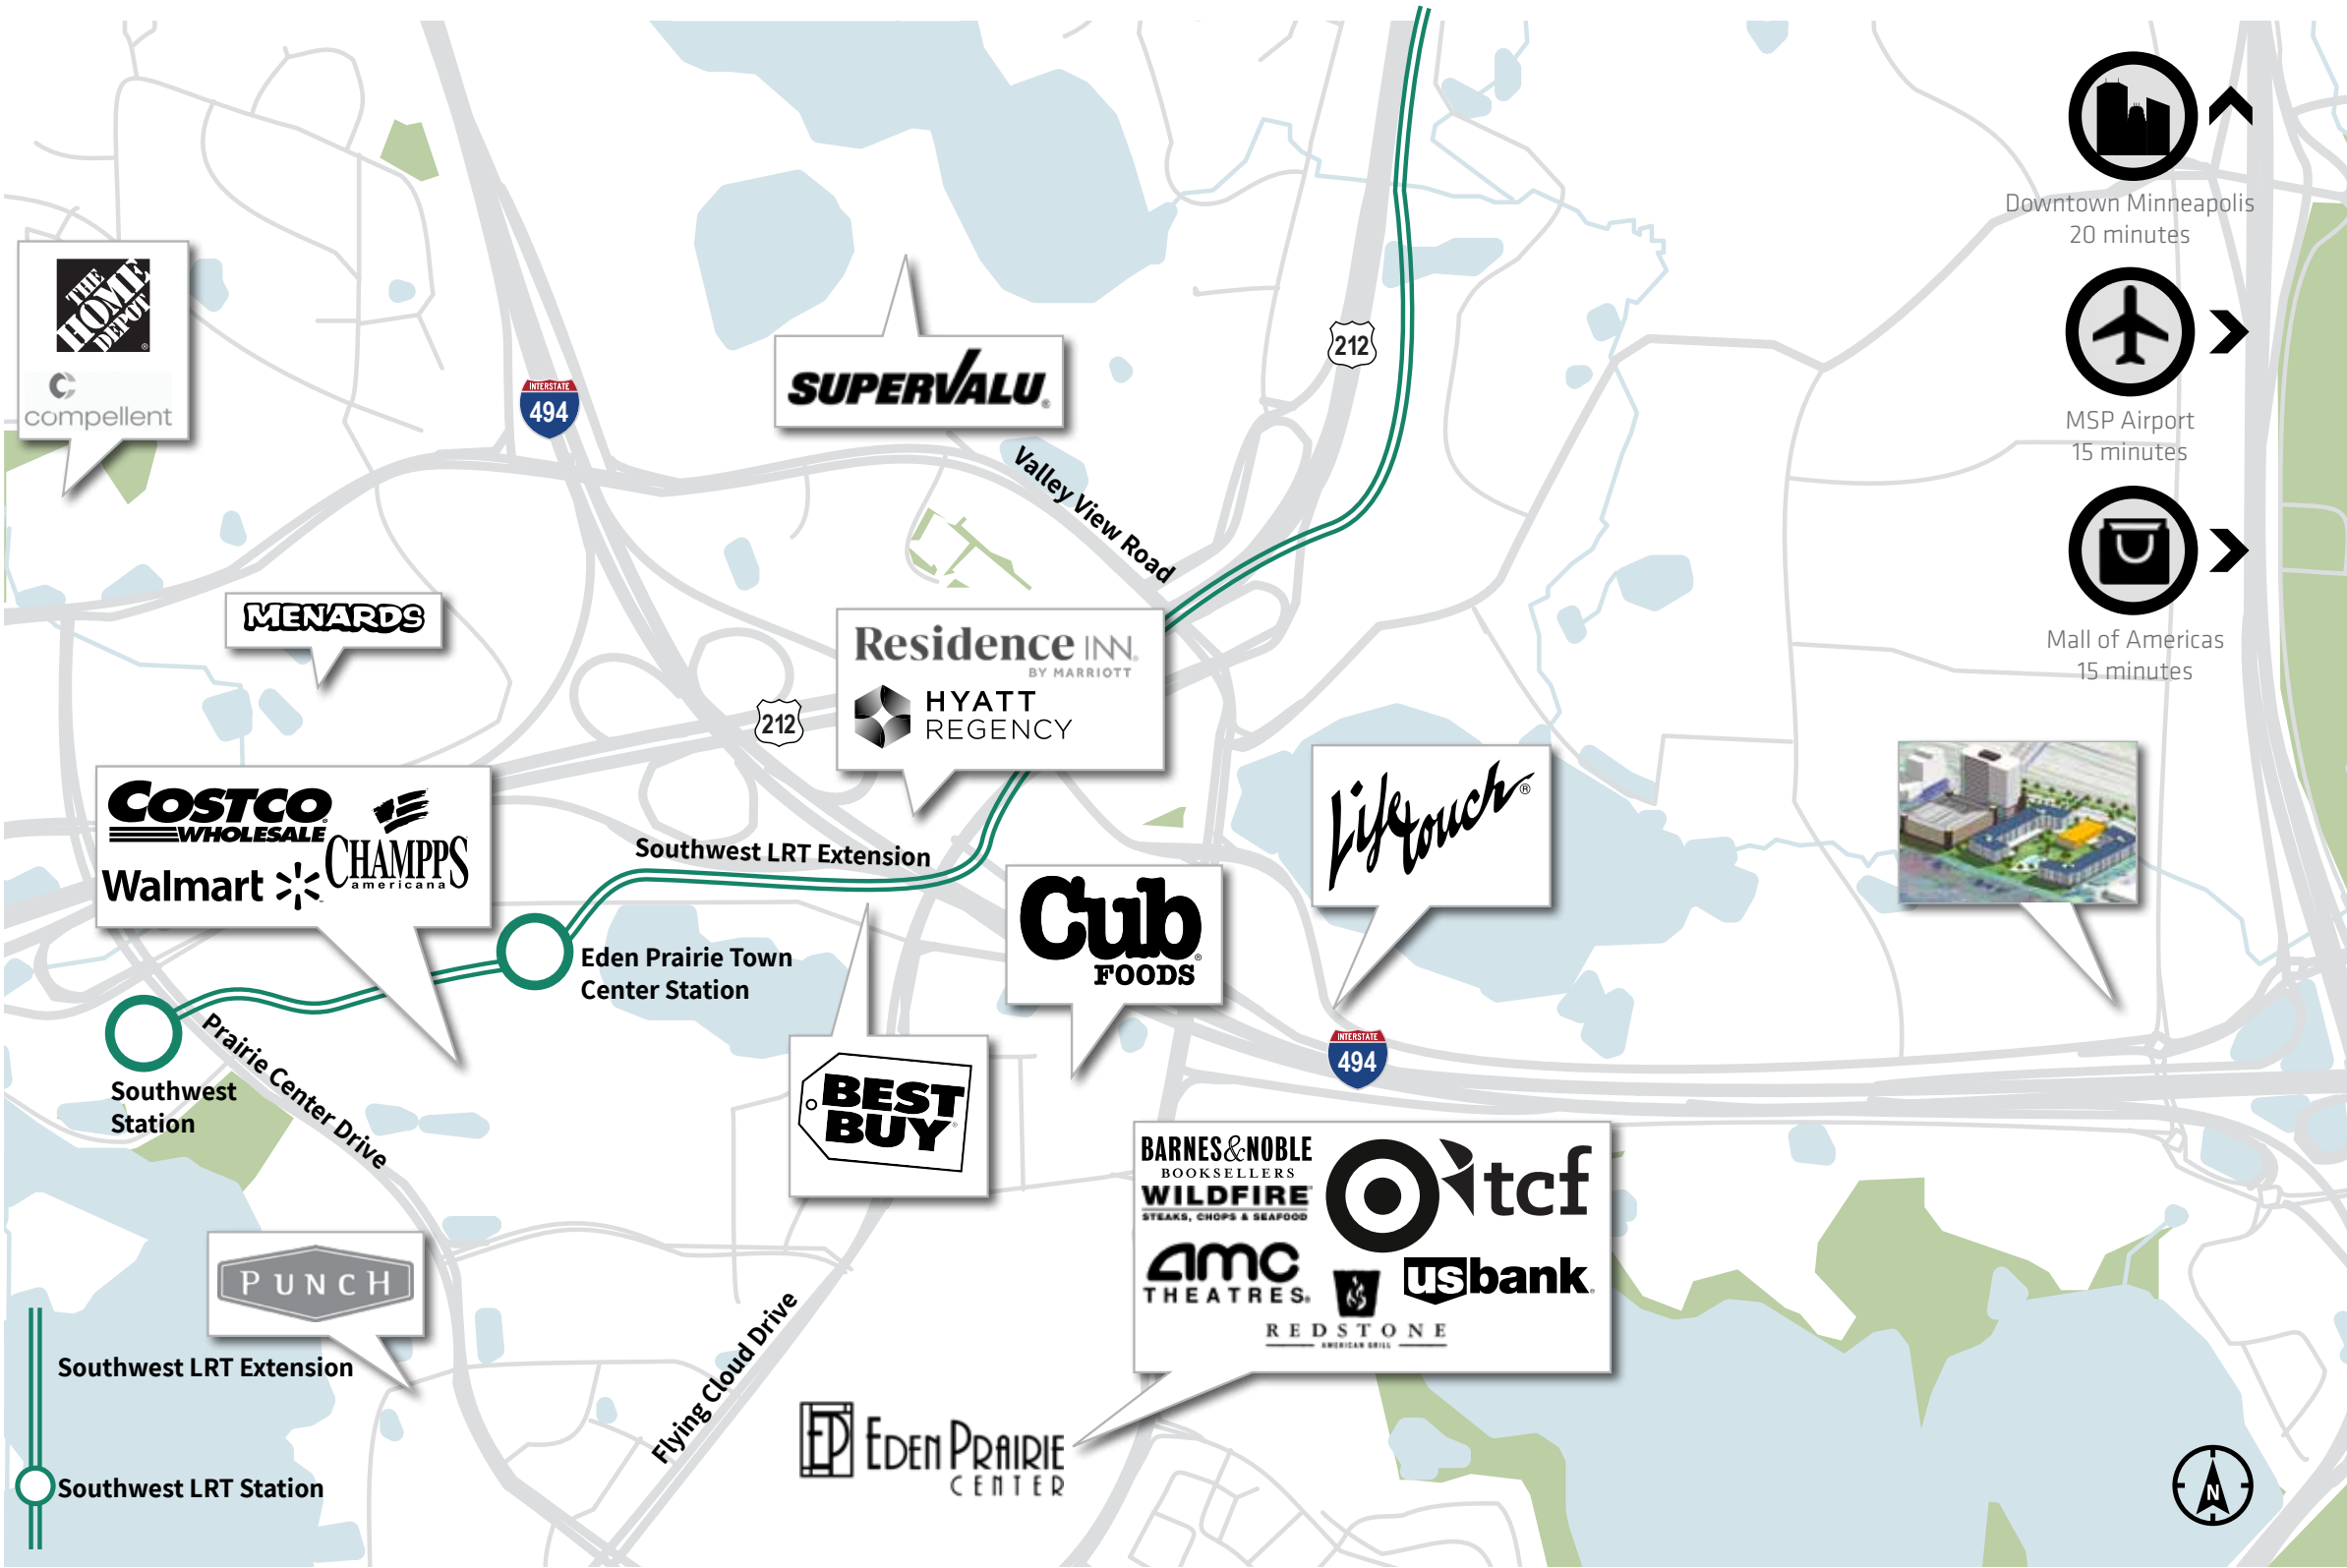 Downtown Minneapolis
20 minutes
MSP Airport
15 minutes
Mall of Americas
15 minutes
THE
HOME
DEPOT
compellent
INTERSTATE
494
SUPERVALU
212
Valley View Road
MENARDS
Residence INN.
BY MARRIOTT
HYATT
REGENCY
212
COSTCO
WHOLESALE
CHAMPPS
americana
Walmart
Southwest LRT Extension
Lifetouch
Cub
FOODS
Eden Prairie Town
Center Station
Southwest
Station
Prairie Center Drive
INTERSTATE
494
BEST
BUY
BARNES&NOBLE
BOOKSELLERS
WILDFIRE
STEAKS, CHOPS & SEAFOOD
tcf
amc
THEATRES
usbank
REDSTONE
AMERICAN GRILL
PUNCH
Flying Cloud Drive
EP
EDEN PRAIRIE
CENTER
Southwest LRT Extension
Southwest LRT Station
N